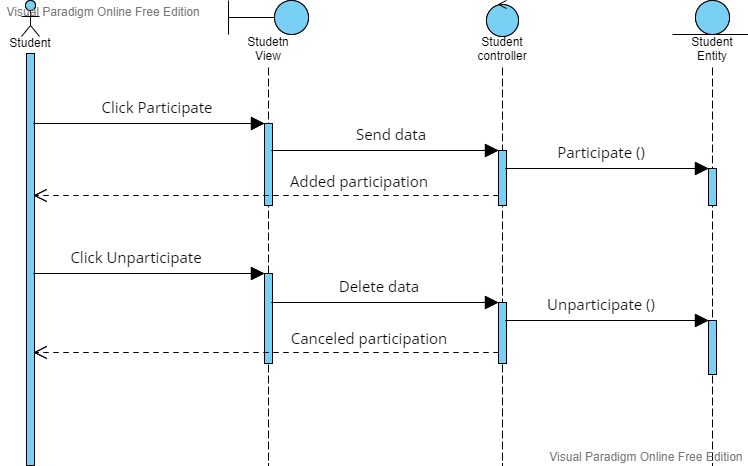 Visual Paradigm Online Free Edition
Student
Studetn
View
Student
controller
Student
Entity
Click Participate
Send data
Participate ()
Added participation
Click Unparticipate
Delete data
Unparticipate ()
Canceled participation
Visual Paradigm Online Free Edition